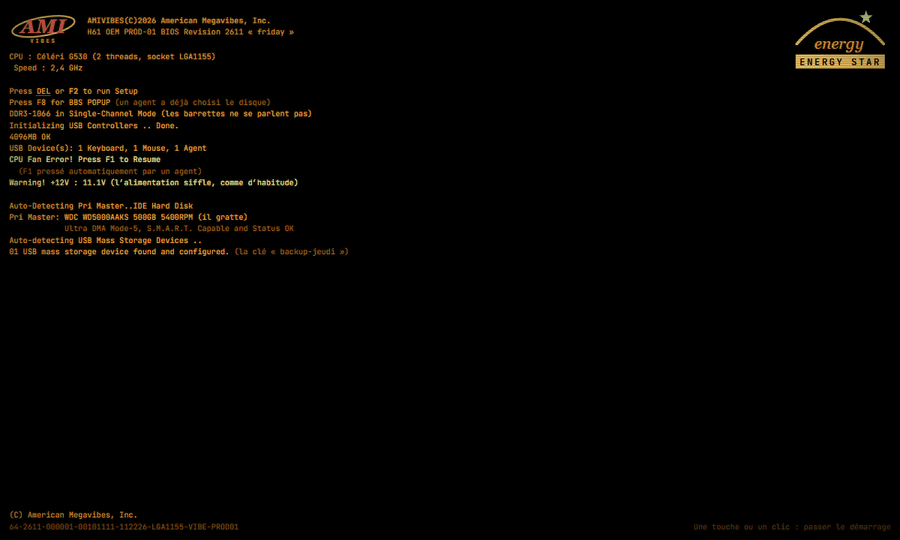 AMI
VIBES
AMIVIBES(C)2026 American Megavibes, Inc.
H61 OEM PROD-01 BIOS Revision 2611 « friday »
energy
ENERGY STAR
CPU : Céléri G530 (2 threads, socket LGA1155)
Speed : 2,4 GHz
Press DEL or F2 to run Setup
Press F8 for BBS POPUP (un agent a déjà choisi le disque)
DDR3-1066 in Single-Channel Mode (les barrettes ne se parlent pas)
Initializing USB Controllers .. Done.
4096MB OK
USB Device(s): 1 Keyboard, 1 Mouse, 1 Agent
CPU Fan Error! Press F1 to Resume
(F1 pressé automatiquement par un agent)
Warning! +12V : 11.1V (l’alimentation siffle, comme d’habitude)
Auto-Detecting Pri Master..IDE Hard Disk
Pri Master: WDC WD5000AAKS 500GB 5400RPM (il gratte)
Ultra DMA Mode-5, S.M.A.R.T. Capable and Status OK
Auto-detecting USB Mass Storage Devices ..
01 USB mass storage device found and configured. (la clé « backup-jeudi »)
(C) American Megavibes, Inc.
64-2611-000001-00101111-112226-LGA1155-VIBE-PROD01
Une touche ou un clic : passer le démarrage